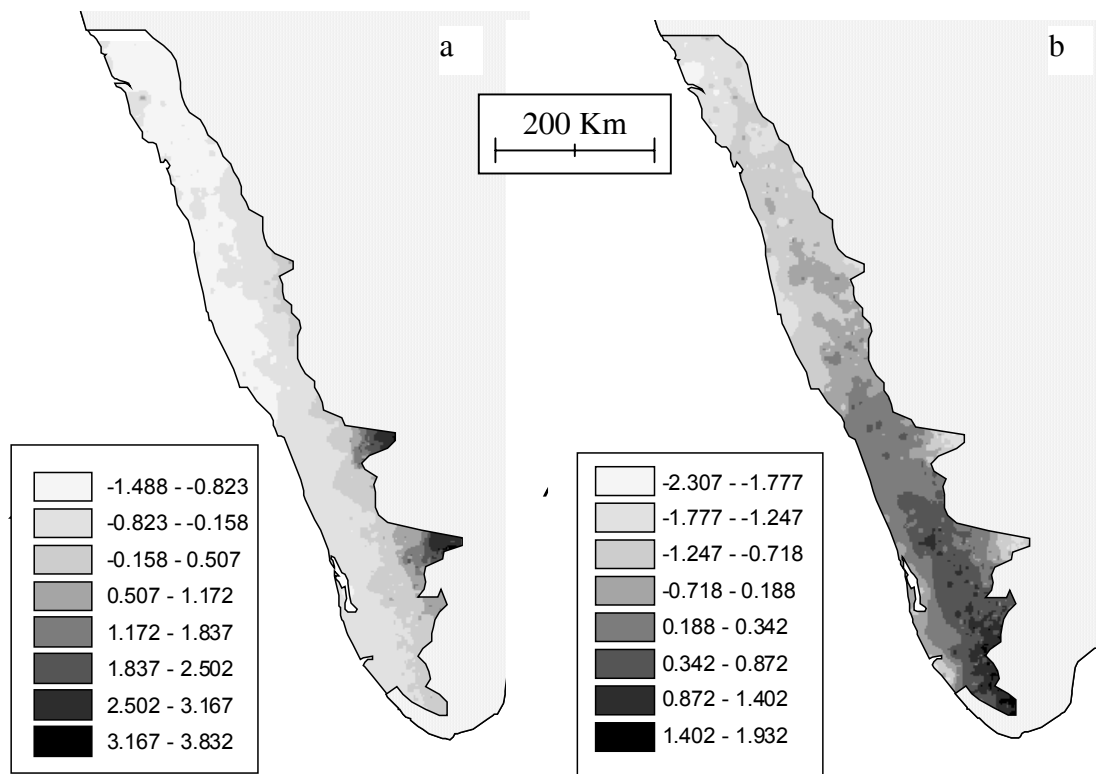 a
b
200 Km
-1.488 - -0.823
-0.823 - -0.158
-0.158 - 0.507
0.507 - 1.172
1.172 - 1.837
1.837 - 2.502
2.502 - 3.167
3.167 - 3.832
-2.307 - -1.777
-1.777 - -1.247
-1.247 - -0.718
-0.718 - 0.188
0.188 - 0.342
0.342 - 0.872
0.872 - 1.402
1.402 - 1.932